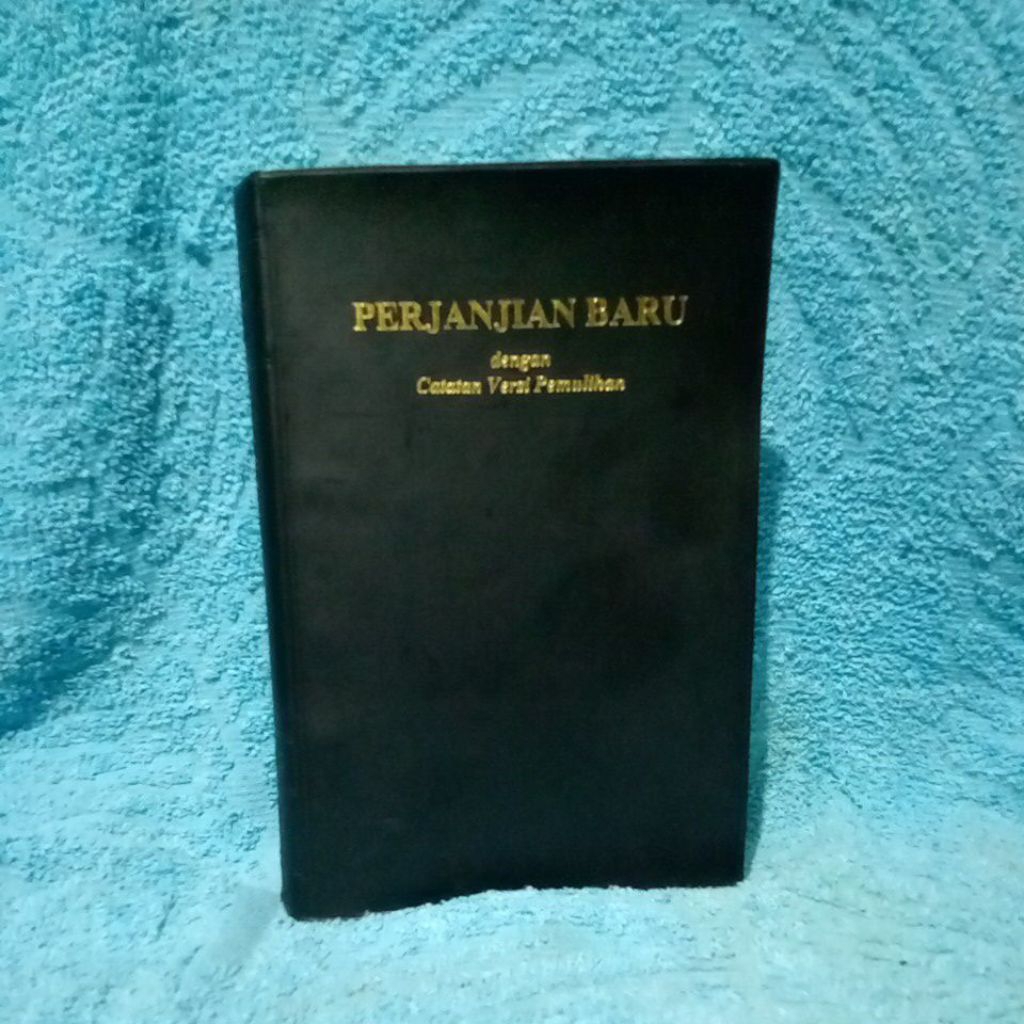 PERJANJIAN BARU
dengan
Catatan Versi Pemulihan